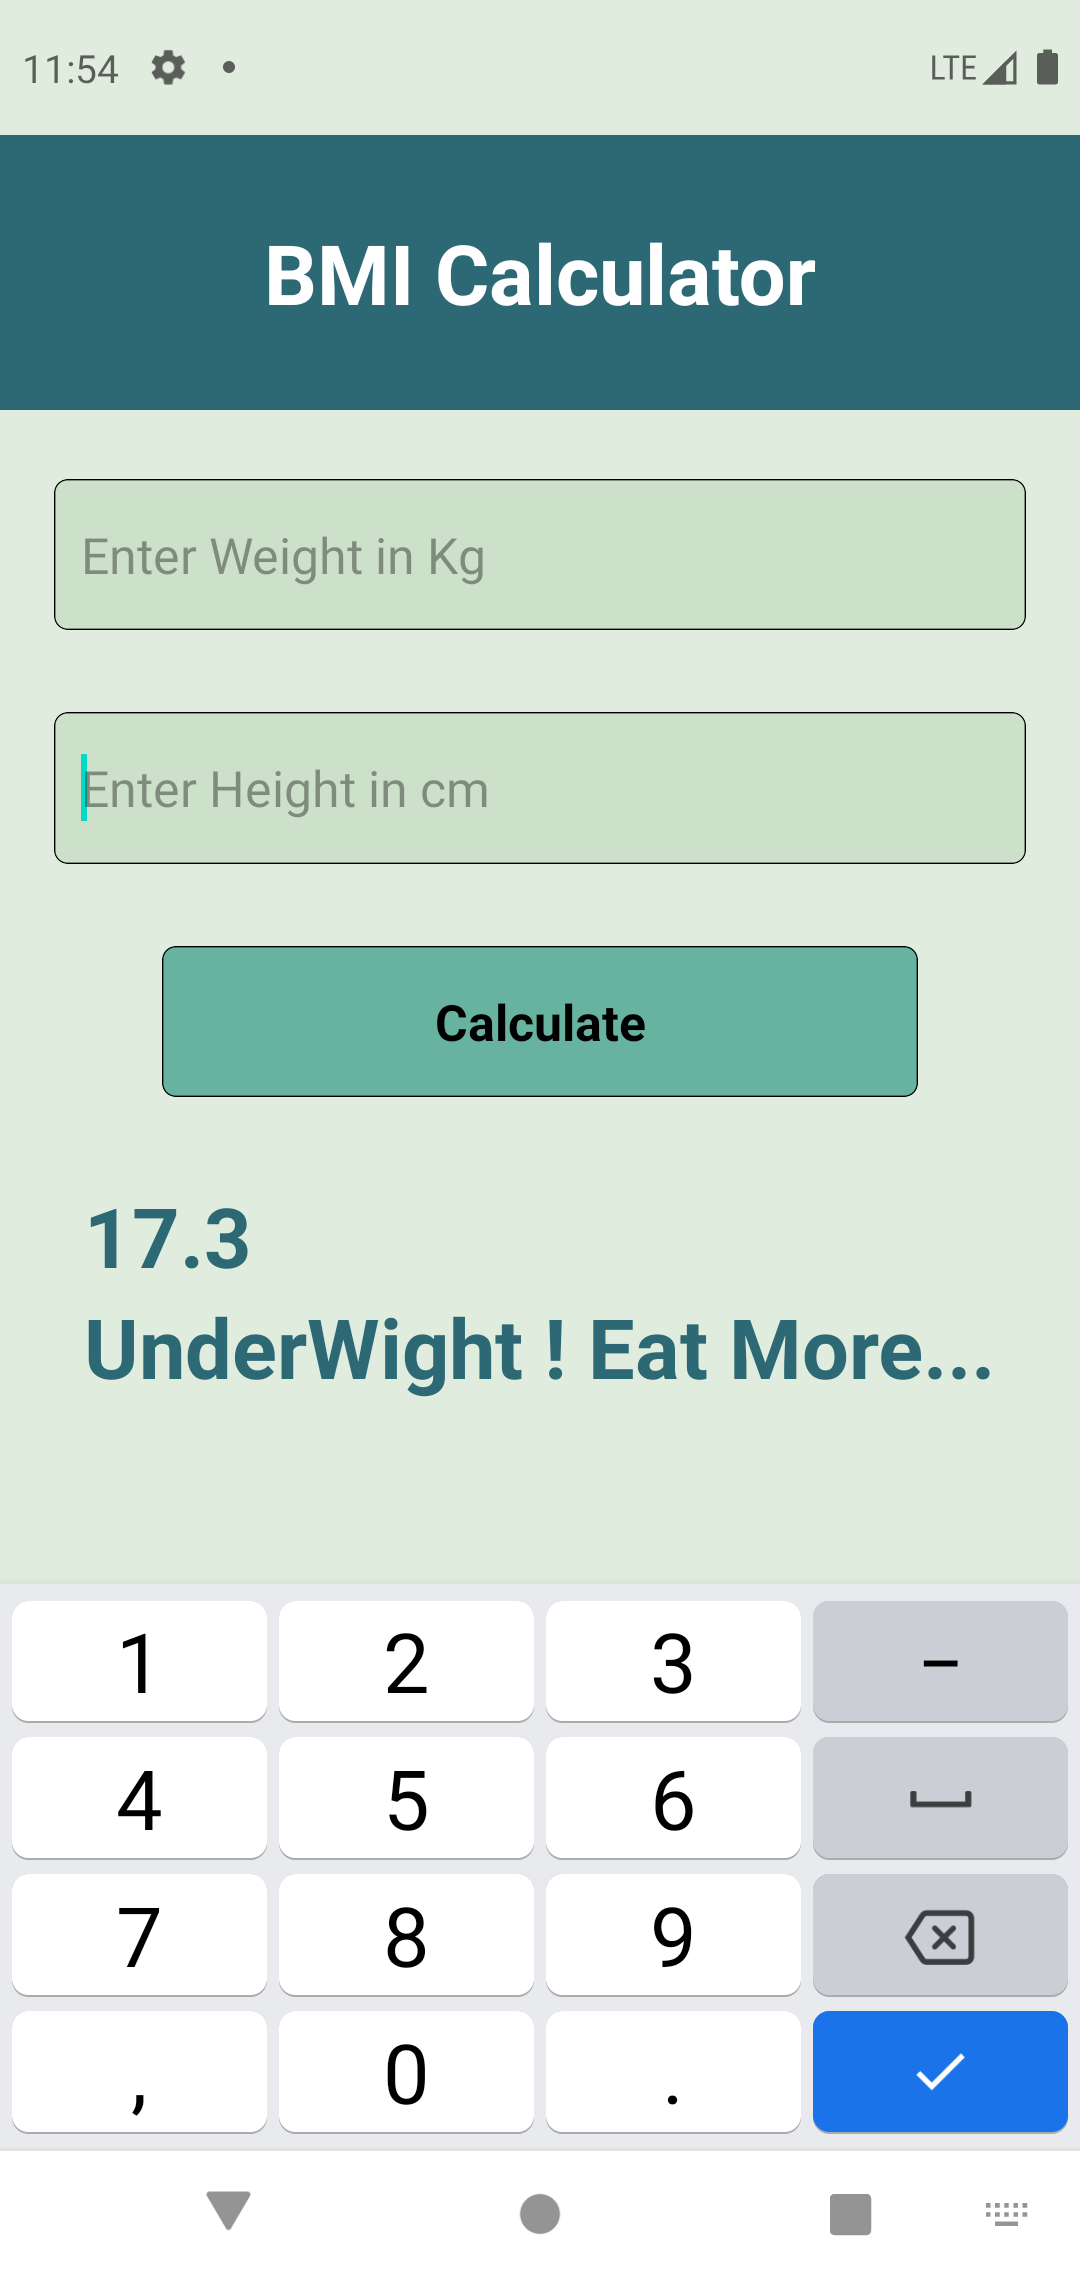 11:54 LTE
BMI Calculator
Enter Weight in Kg
Enter Height in cm
Calculate
17.3
UnderWight ! Eat More...
1 2 3 –
4 5 6
7 8 9
, 0 .